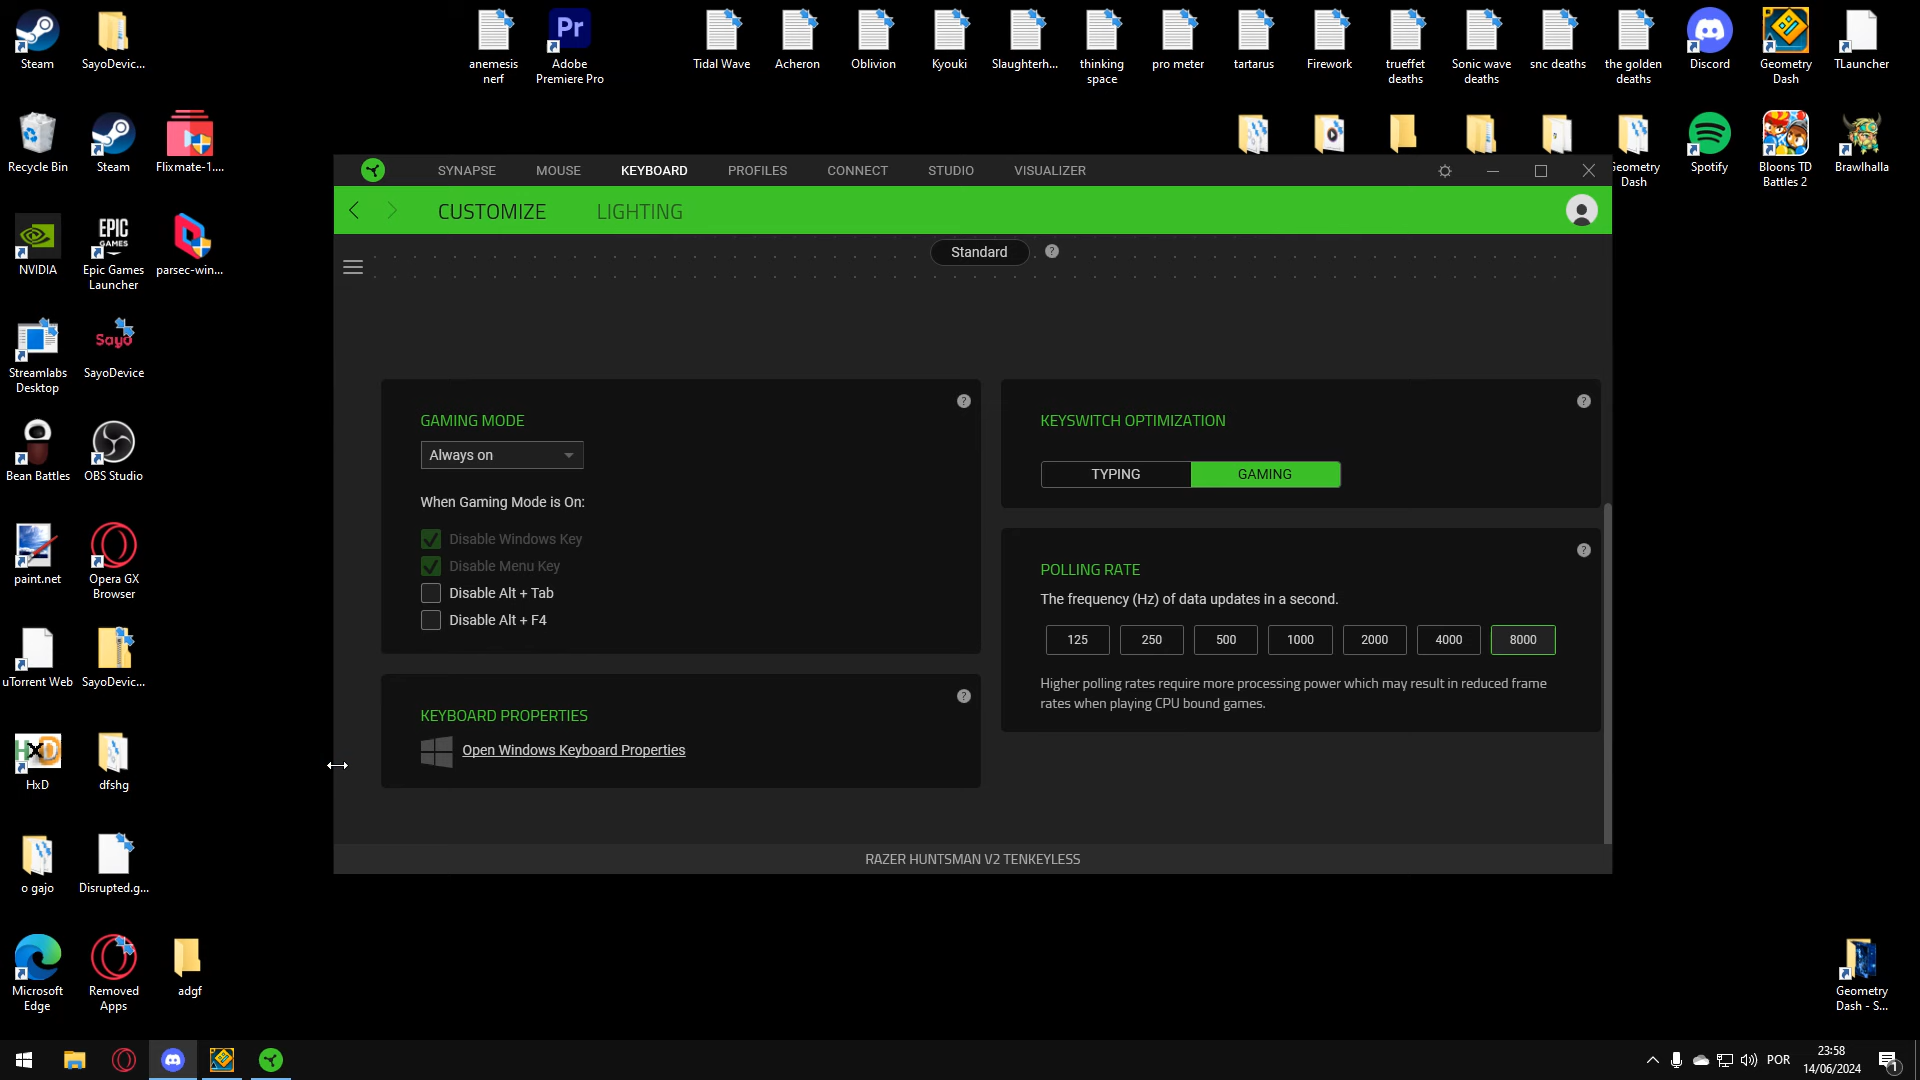 Steam
SayoDevic...
anemesis nerf
Adobe Premiere Pro
Tidal Wave
Acheron
Oblivion
Kyouki
Slaughterh...
thinking space
pro meter
tartarus
Firework
trueffet deaths
Sonic wave deaths
snc deaths
the golden deaths
Discord
Geometry Dash
TLauncher
Recycle Bin
Steam
Flixmate-1....
Geometry Dash
Spotify
Bloons TD Battles 2
Brawlhalla
SYNAPSE
MOUSE
KEYBOARD
PROFILES
CONNECT
STUDIO
VISUALIZER
CUSTOMIZE
LIGHTING
Standard
?
NVIDIA
Epic Games Launcher
parsec-win...
Streamlabs Desktop
SayoDevice
Bean Battles
OBS Studio
paint.net
Opera GX Browser
uTorrent Web
SayoDevic...
HxD
dfshg
o gajo
Disrupted.g...
Microsoft Edge
Removed Apps
adgf
GAMING MODE
?
Always on
When Gaming Mode is On:
Disable Windows Key
Disable Menu Key
Disable Alt + Tab
Disable Alt + F4
KEYBOARD PROPERTIES
?
Open Windows Keyboard Properties
KEYSWITCH OPTIMIZATION
?
TYPING
GAMING
POLLING RATE
?
The frequency (Hz) of data updates in a second.
125
250
500
1000
2000
4000
8000
Higher polling rates require more processing power which may result in reduced frame
rates when playing CPU bound games.
RAZER HUNTSMAN V2 TENKEYLESS
Geometry Dash - S...
POR
23:58
14/06/2024
1